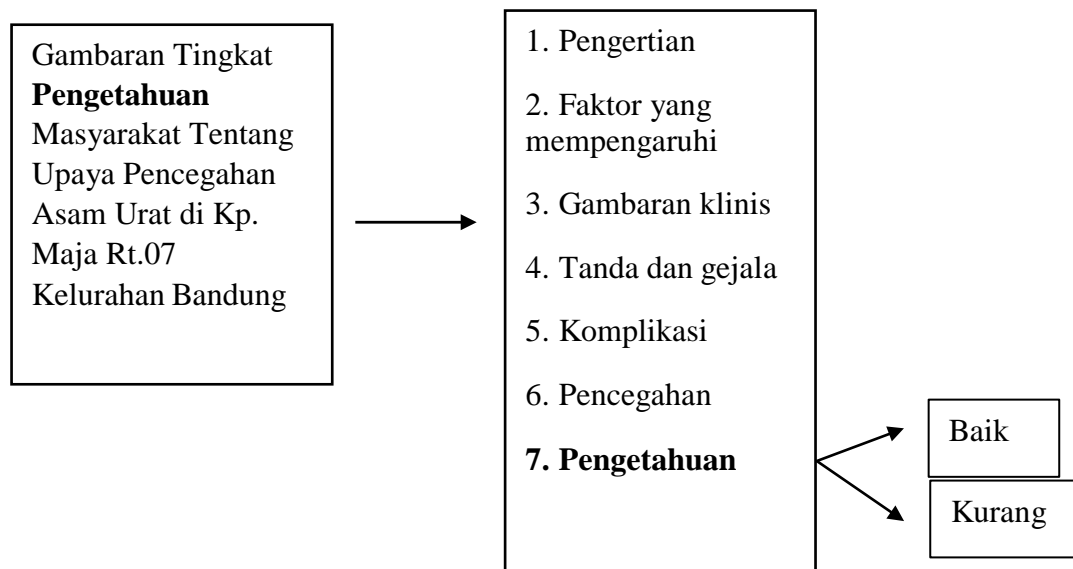 Gambaran Tingkat
Pengetahuan
Masyarakat Tentang
Upaya Pencegahan
Asam Urat di Kp.
Maja Rt.07
Kelurahan Bandung
1. Pengertian
2. Faktor yang
mempengaruhi
3. Gambaran klinis
4. Tanda dan gejala
5. Komplikasi
6. Pencegahan
7. Pengetahuan
Baik
Kurang